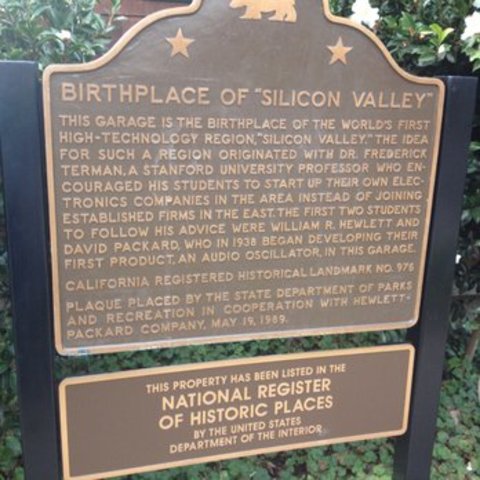 BIRTHPLACE OF "SILICON VALLEY"
THIS GARAGE IS THE BIRTHPLACE OF THE WORLD'S FIRST
HIGH-TECHNOLOGY REGION, "SILICON VALLEY." THE IDEA
FOR SUCH A REGION ORIGINATED WITH DR. FREDERICK
TERMAN, A STANFORD UNIVERSITY PROFESSOR WHO EN-
COURAGED HIS STUDENTS TO START UP THEIR OWN ELEC-
TRONICS COMPANIES IN THE AREA INSTEAD OF JOINING
ESTABLISHED FIRMS IN THE EAST. THE FIRST TWO STUDENTS
TO FOLLOW HIS ADVICE WERE WILLIAM R. HEWLETT AND
DAVID PACKARD, WHO IN 1938 BEGAN DEVELOPING THEIR
FIRST PRODUCT, AN AUDIO OSCILLATOR, IN THIS GARAGE.
CALIFORNIA REGISTERED HISTORICAL LANDMARK NO. 976
PLAQUE PLACED BY THE STATE DEPARTMENT OF PARKS
AND RECREATION IN COOPERATION WITH HEWLETT-
PACKARD COMPANY, MAY 19, 1989.
THIS PROPERTY HAS BEEN LISTED IN THE
NATIONAL REGISTER
OF HISTORIC PLACES
BY THE UNITED STATES
DEPARTMENT OF THE INTERIOR